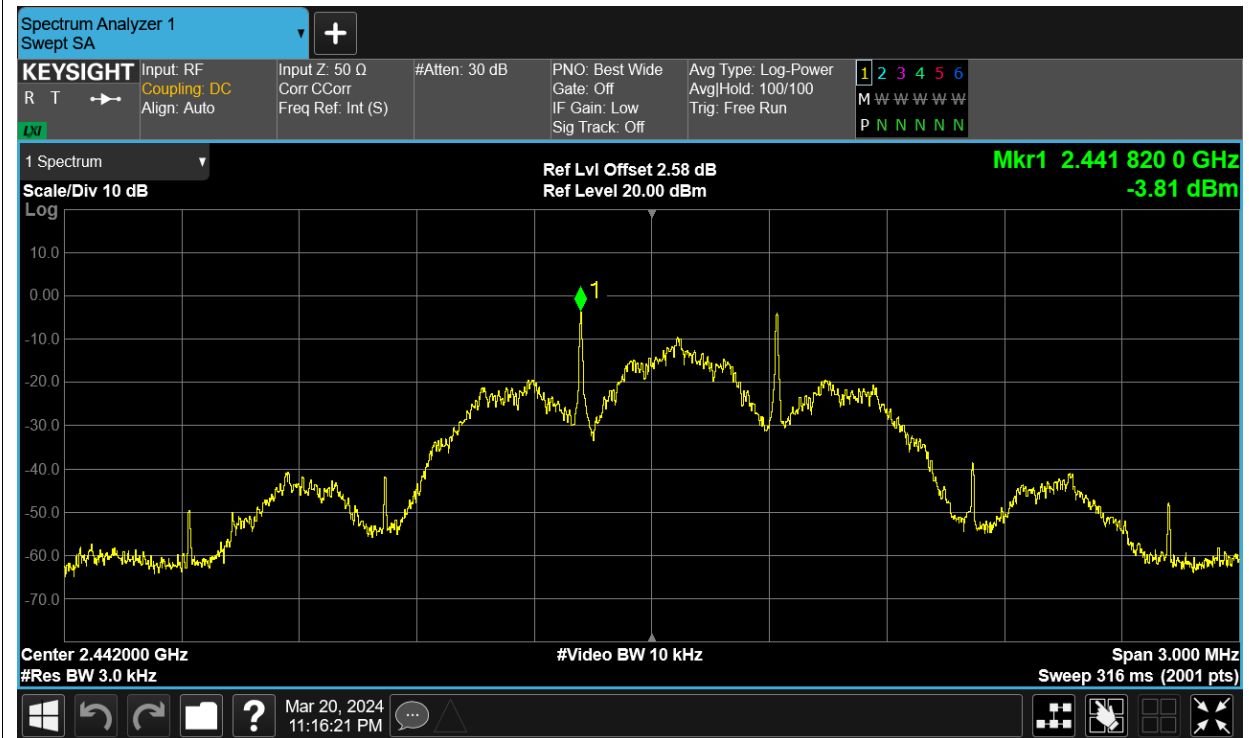 Spectrum Analyzer 1
Swept SA
KEYSIGHT
R T
LXI
Input: RF
Coupling: DC
Align: Auto
Input Z: 50 Ω
Corr CCorr
Freq Ref: Int (S)
#Atten: 30 dB
PNO: Best Wide
Gate: Off
IF Gain: Low
Sig Track: Off
Avg Type: Log-Power
Avg|Hold: 100/100
Trig: Free Run
1 2 3 4 5 6
M W W W W W
P N N N N N
1 Spectrum
Scale/Div 10 dB
Ref Lvl Offset 2.58 dB
Ref Level 20.00 dBm
Mkr1 2.441 820 0 GHz
-3.81 dBm
Log
10.0
0.00
-10.0
-20.0
-30.0
-40.0
-50.0
-60.0
-70.0
1
Center 2.442000 GHz
#Res BW 3.0 kHz
#Video BW 10 kHz
Span 3.000 MHz
Sweep 316 ms (2001 pts)
?
Mar 20, 2024
11:16:21 PM